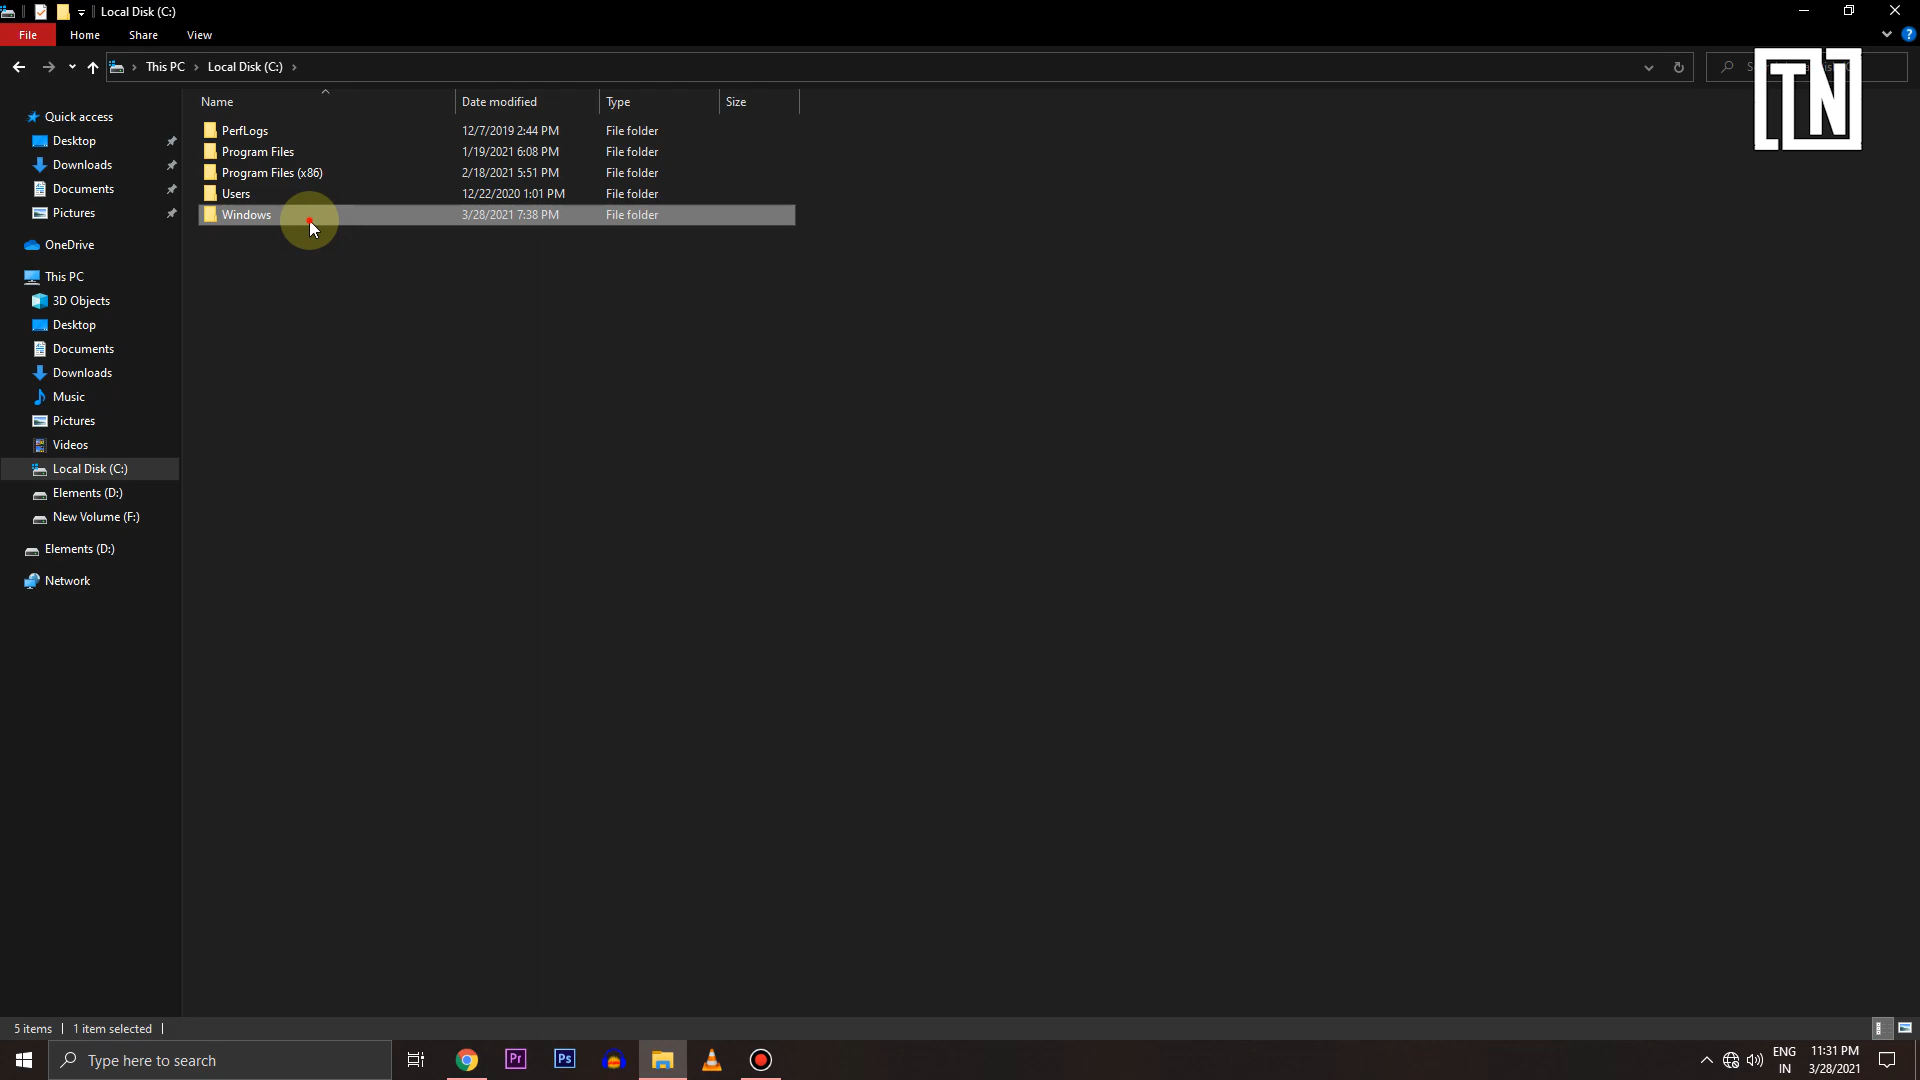 Local Disk (C:)
File Home Share View
This PC Local Disk (C:)
TN
Name Date modified Type Size
PerfLogs 12/7/2019 2:44 PM File folder
Program Files 1/19/2021 6:08 PM File folder
Program Files (x86) 2/18/2021 5:51 PM File folder
Users 12/22/2020 1:01 PM File folder
Windows 3/28/2021 7:38 PM File folder
Quick access
Desktop
Downloads
Documents
Pictures
OneDrive
This PC
3D Objects
Desktop
Documents
Downloads
Music
Pictures
Videos
Local Disk (C:)
Elements (D:)
New Volume (F:)
Elements (D:)
Network
5 items 1 item selected
Type here to search
Pr
Ps
ENG
IN
11:31 PM
3/28/2021